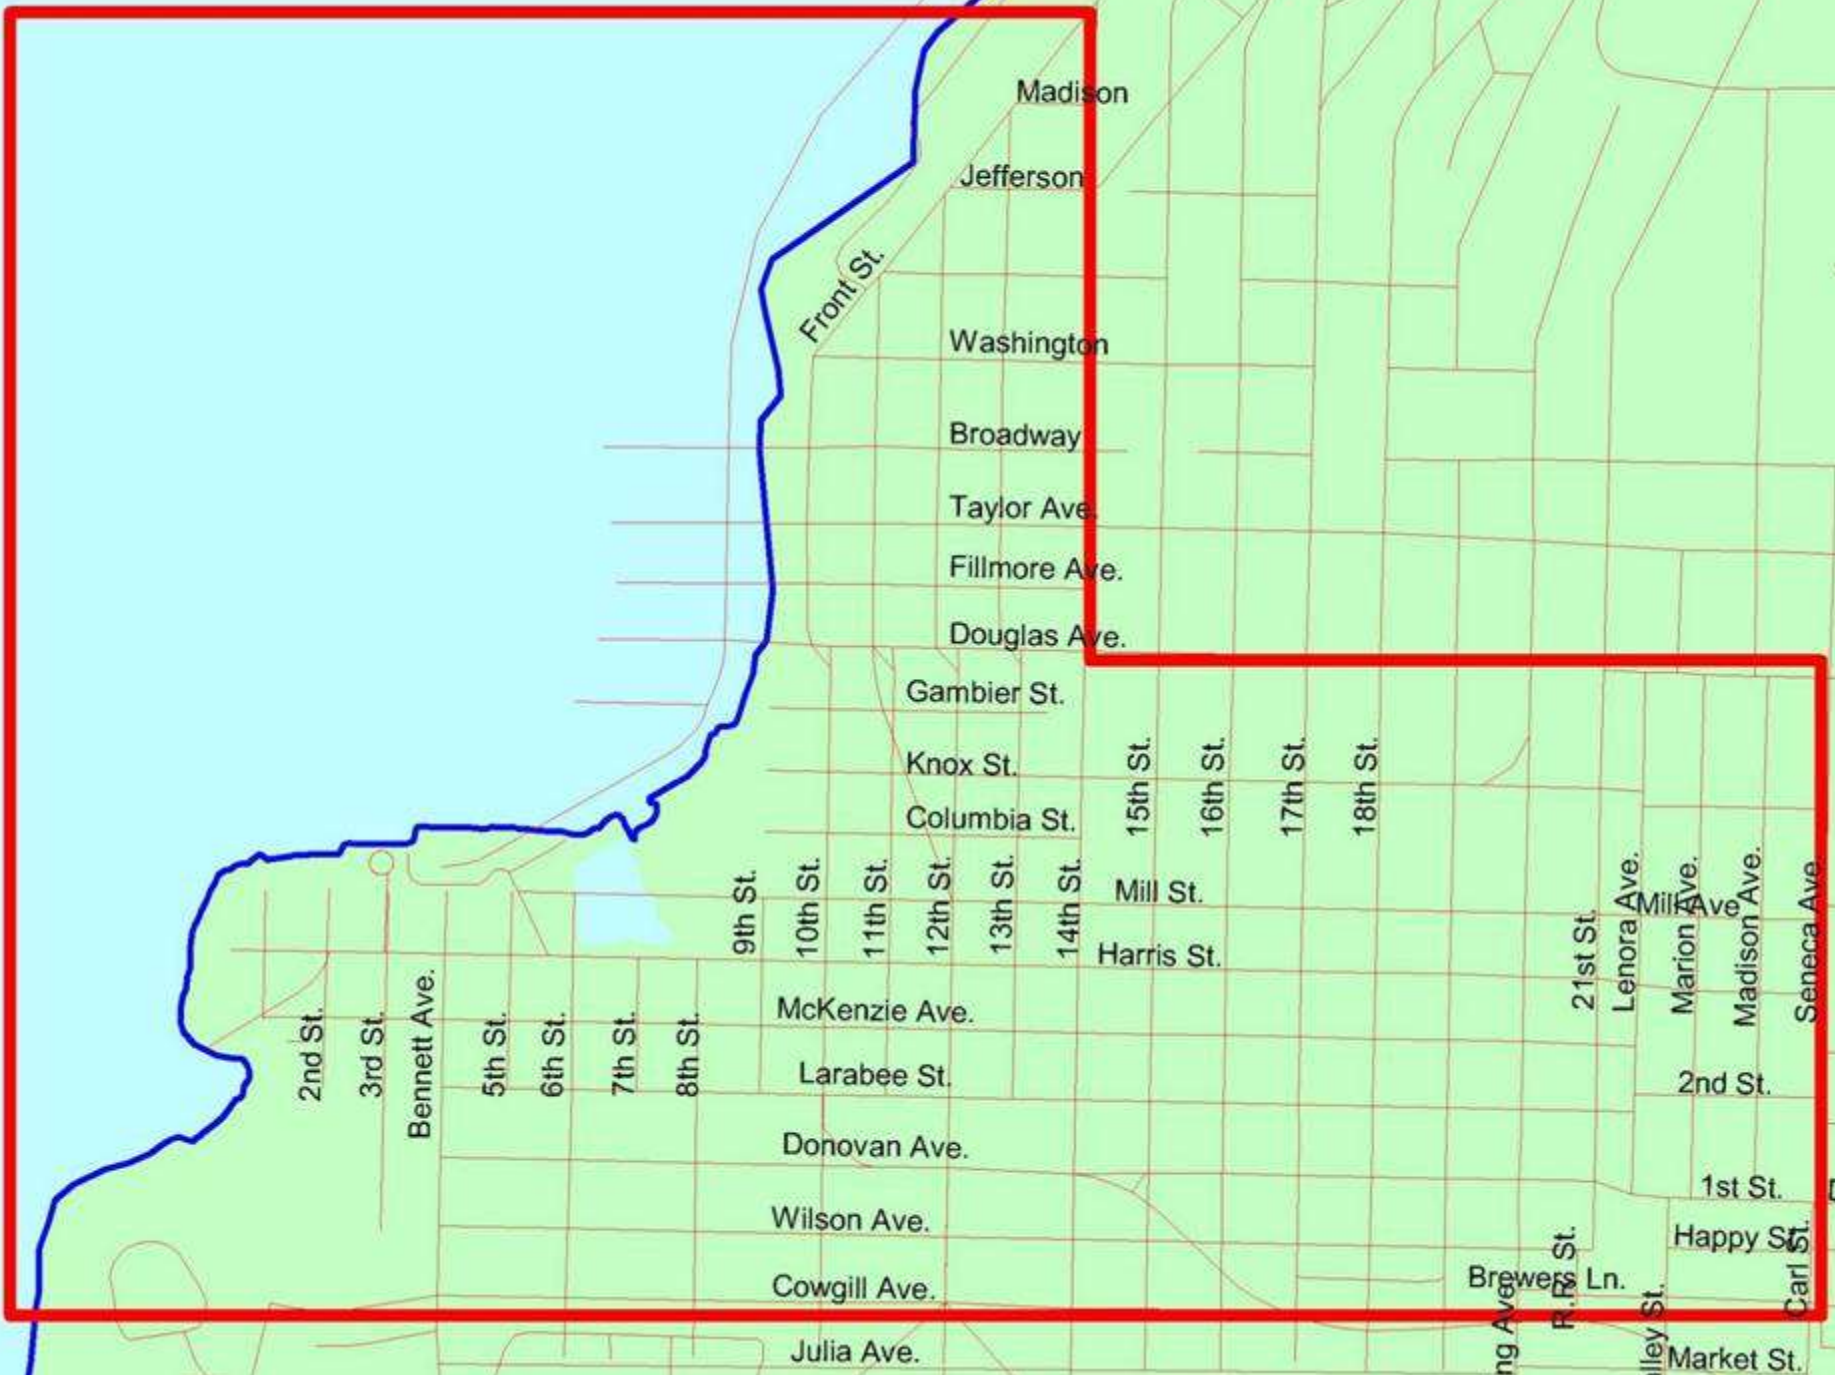 Madison
Jefferson
Front St.
Washington
Broadway
Taylor Ave.
Fillmore Ave.
Douglas Ave.
Gambier St.
Knox St.
Columbia St.
15th St.
16th St.
17th St.
18th St.
9th St.
10th St.
11th St.
12th St.
13th St.
14th St.
Mill St.
Harris St.
21st St.
Lenora Ave.
Mill Ave
Marion Ave.
Madison Ave.
Seneca Ave.
2nd St.
3rd St.
Bennett Ave.
5th St.
6th St.
7th St.
8th St.
McKenzie Ave.
Larabee St.
2nd St.
Donovan Ave.
1st St.
Wilson Ave.
Happy St.
Carl St.
Cowgill Ave.
Brewers Ln.
R.R. St.
ng Ave
lley St.
Julia Ave.
Market St.